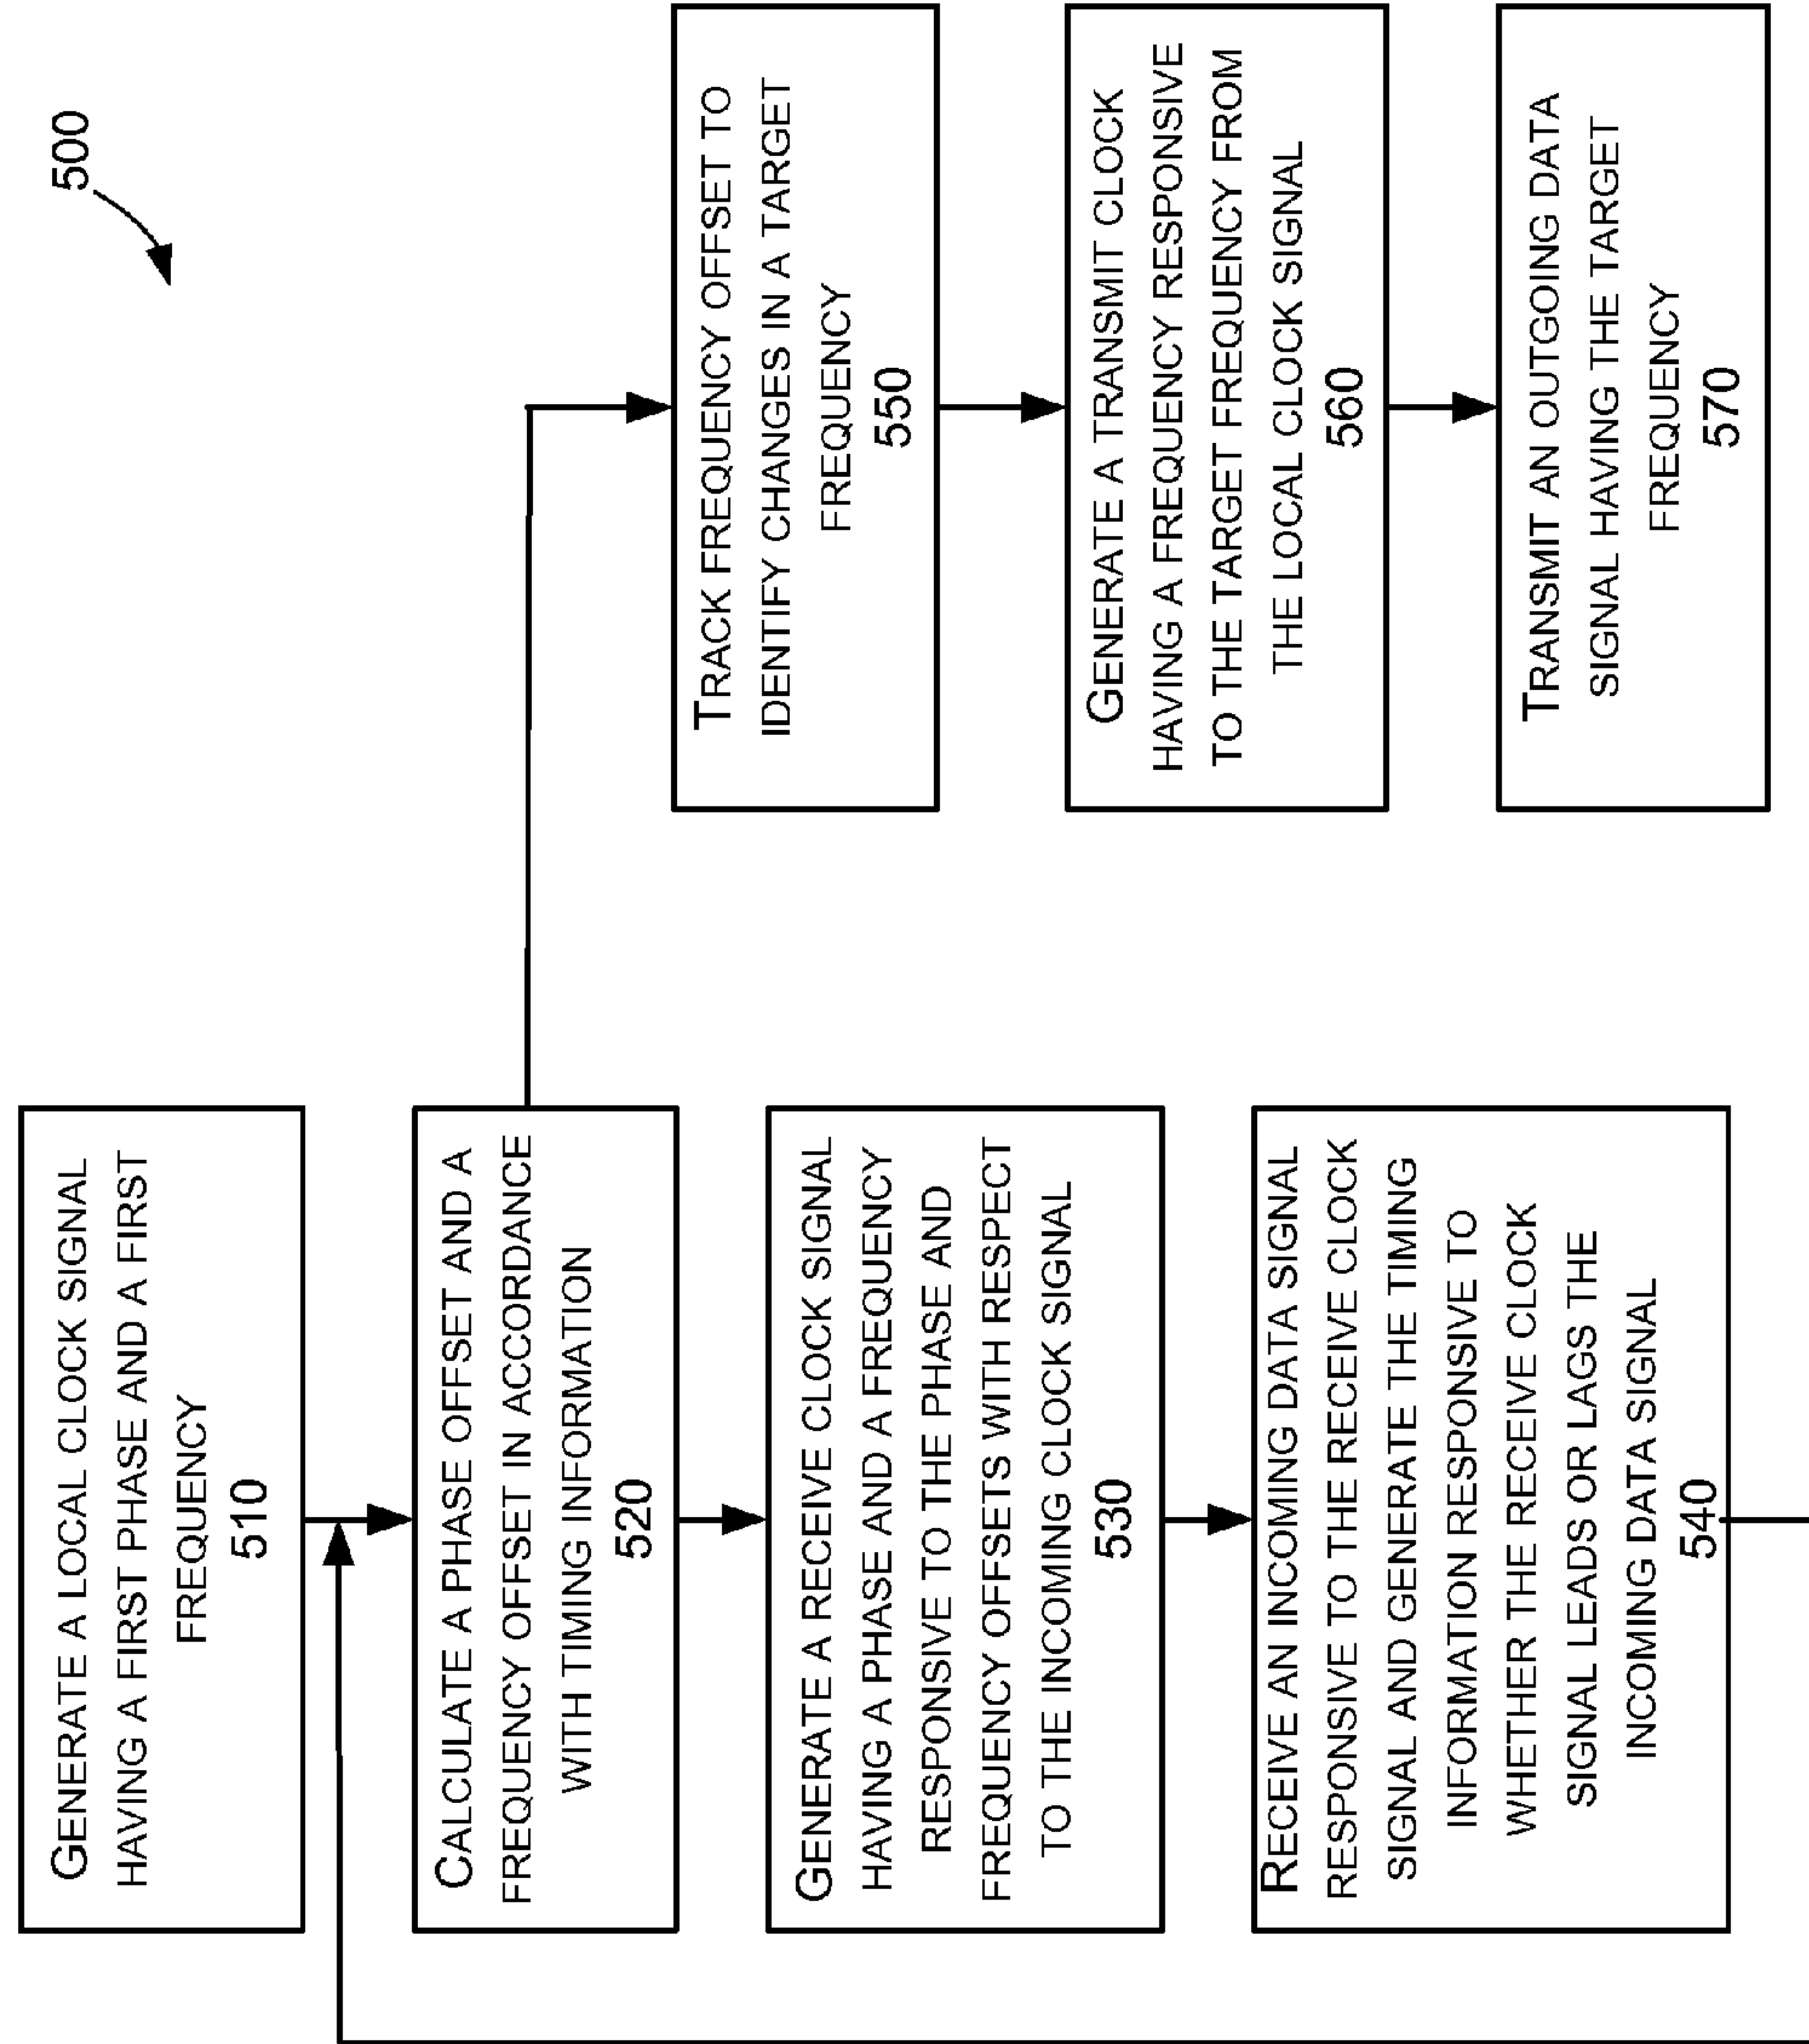 500
GENERATE A LOCAL CLOCK SIGNAL
HAVING A FIRST PHASE AND A FIRST
FREQUENCY
510
CALCULATE A PHASE OFFSET AND A
FREQUENCY OFFSET IN ACCORDANCE
WITH TIMING INFORMATION
520
GENERATE A RECEIVE CLOCK SIGNAL
HAVING A PHASE AND A FREQUENCY
RESPONSIVE TO THE PHASE AND
FREQUENCY OFFSETS WITH RESPECT
TO THE INCOMING CLOCK SIGNAL
530
RECEIVE AN INCOMING DATA SIGNAL
RESPONSIVE TO THE RECEIVE CLOCK
SIGNAL AND GENERATE THE TIMING
INFORMATION RESPONSIVE TO
WHETHER THE RECEIVE CLOCK
SIGNAL LEADS OR LAGS THE
INCOMING DATA SIGNAL
540
TRACK FREQUENCY OFFSET TO
IDENTIFY CHANGES IN A TARGET
FREQUENCY
550
GENERATE A TRANSMIT CLOCK
HAVING A FREQUENCY RESPONSIVE
TO THE TARGET FREQUENCY FROM
THE LOCAL CLOCK SIGNAL
560
TRANSMIT AN OUTGOING DATA
SIGNAL HAVING THE TARGET
FREQUENCY
570